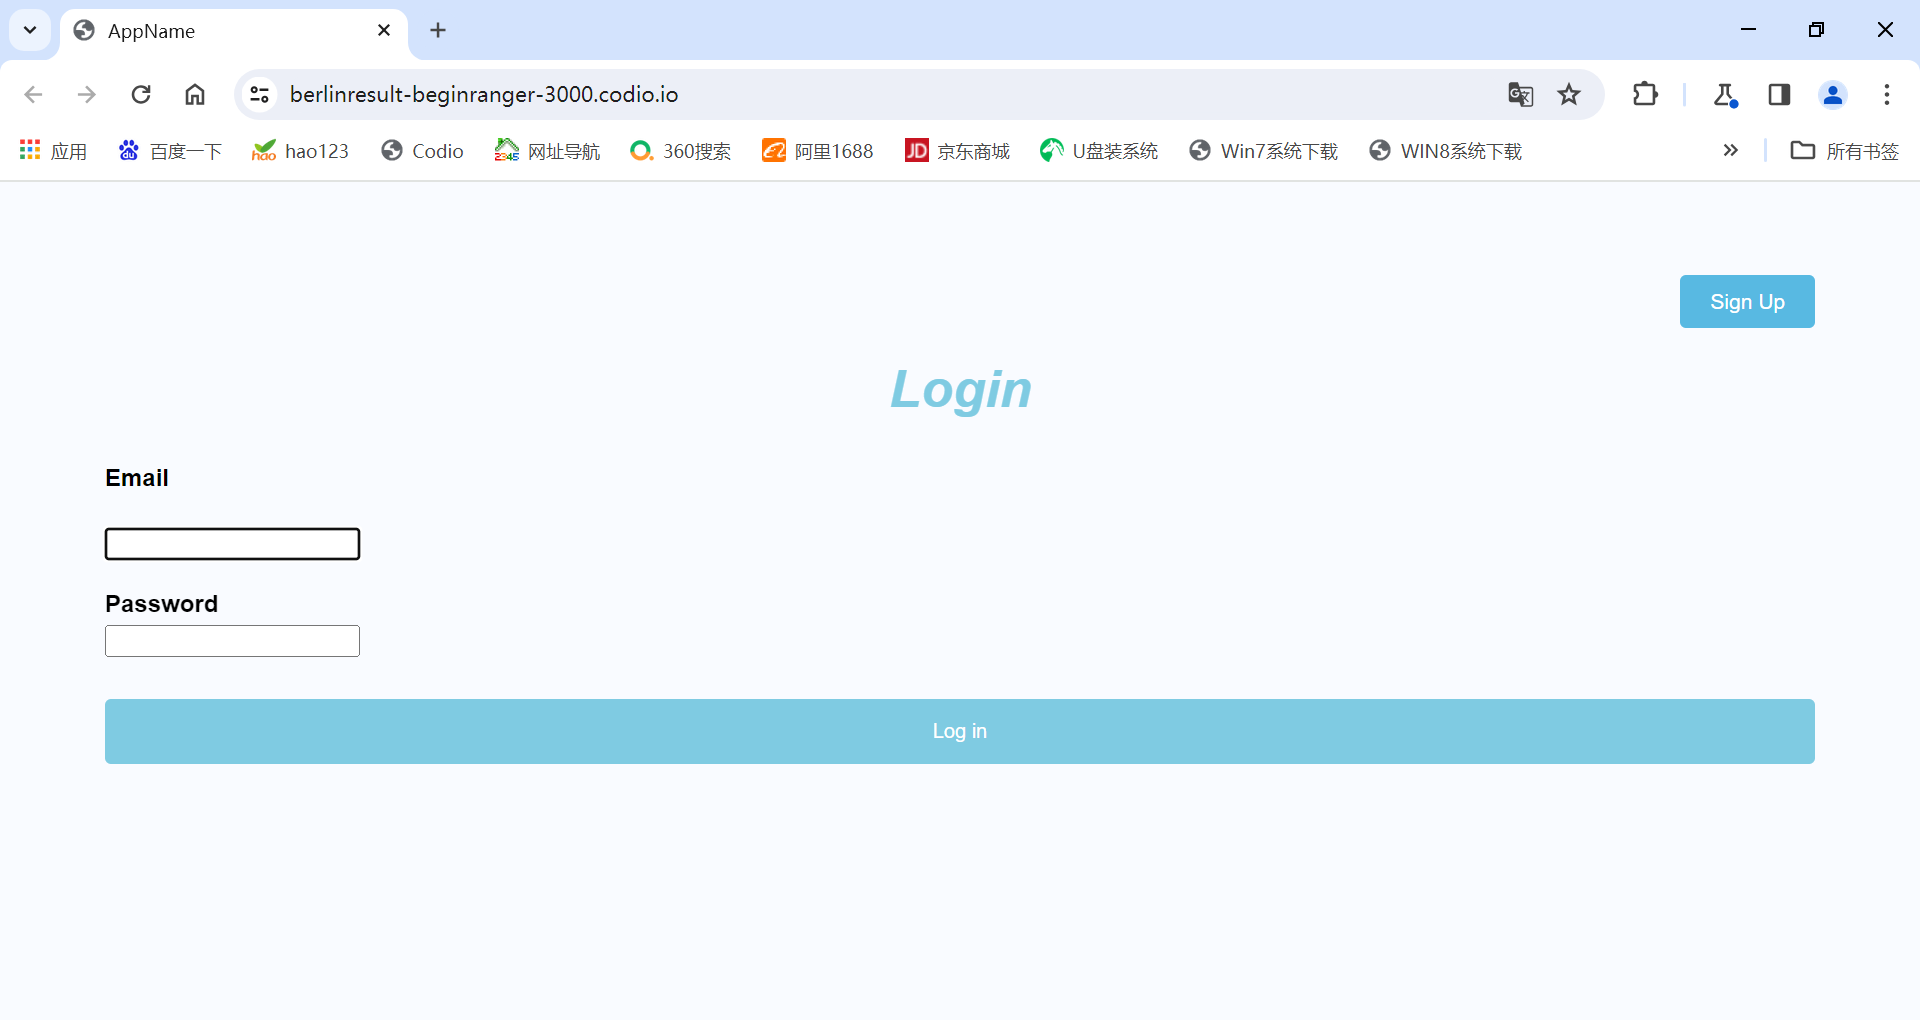 AppName
berlinresult-beginranger-3000.codio.io
应用 百度一下 hao123 Codio 网址导航 360搜索 阿里1688 京东商城 U盘装系统 Win7系统下载 WIN8系统下载 所有书签
Sign Up
Login
Email
Password
Log in